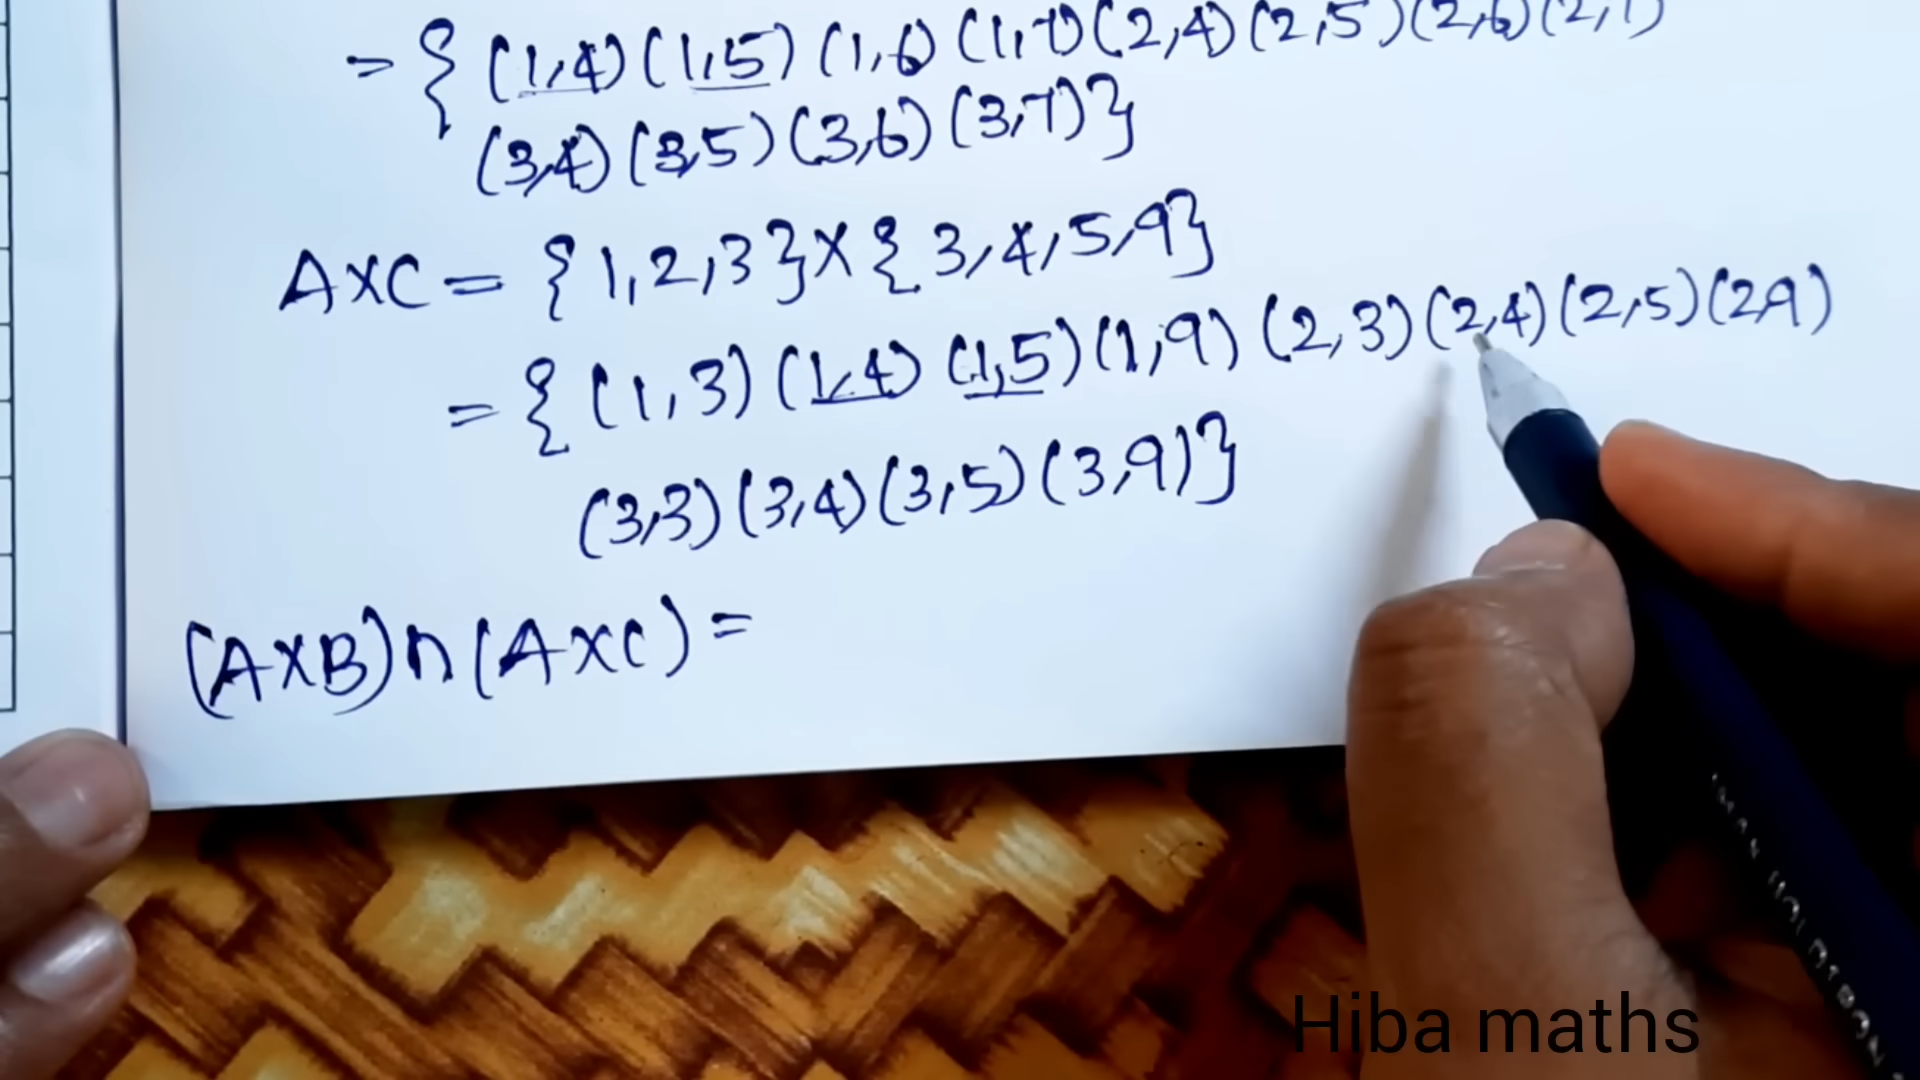 = { (1,4) (1,5) (1,6) (1,7) (2,4) (2,5) (2,6) (2,7)
(3,4) (3,5) (3,6) (3,7) }
A×C = {1,2,3} × {3,4,5,9}
= { (1,3) (1,4) (1,5) (1,9) (2,3) (2,4) (2,5) (2,9)
(3,3) (3,4) (3,5) (3,9) }
(A×B)∩(A×C) =
Hiba maths